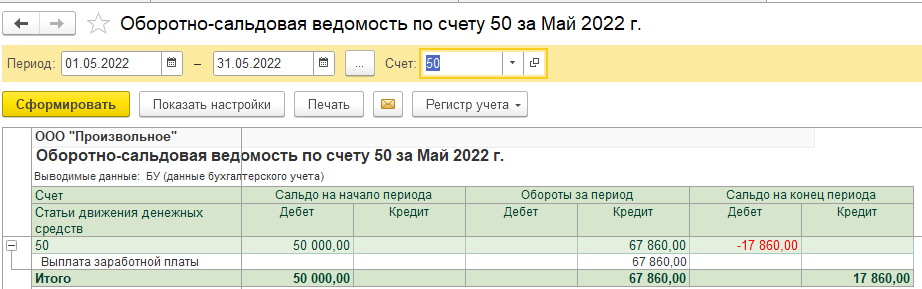 Оборотно-сальдовая ведомость по счету 50 за Май 2022 г.
Период: 01.05.2022 – 31.05.2022 ... Счет: 50
Сформировать Показать настройки Печать Регистр учета
ООО "Произвольное"
Оборотно-сальдовая ведомость по счету 50 за Май 2022 г.
Выводимые данные: БУ (данные бухгалтерского учета)
Счет Сальдо на начало периода Обороты за период Сальдо на конец периода
Статьи движения денежных средств Дебет Кредит Дебет Кредит Дебет Кредит
50 50 000,00 67 860,00 -17 860,00
Выплата заработной платы 67 860,00
Итого 50 000,00 67 860,00 17 860,00